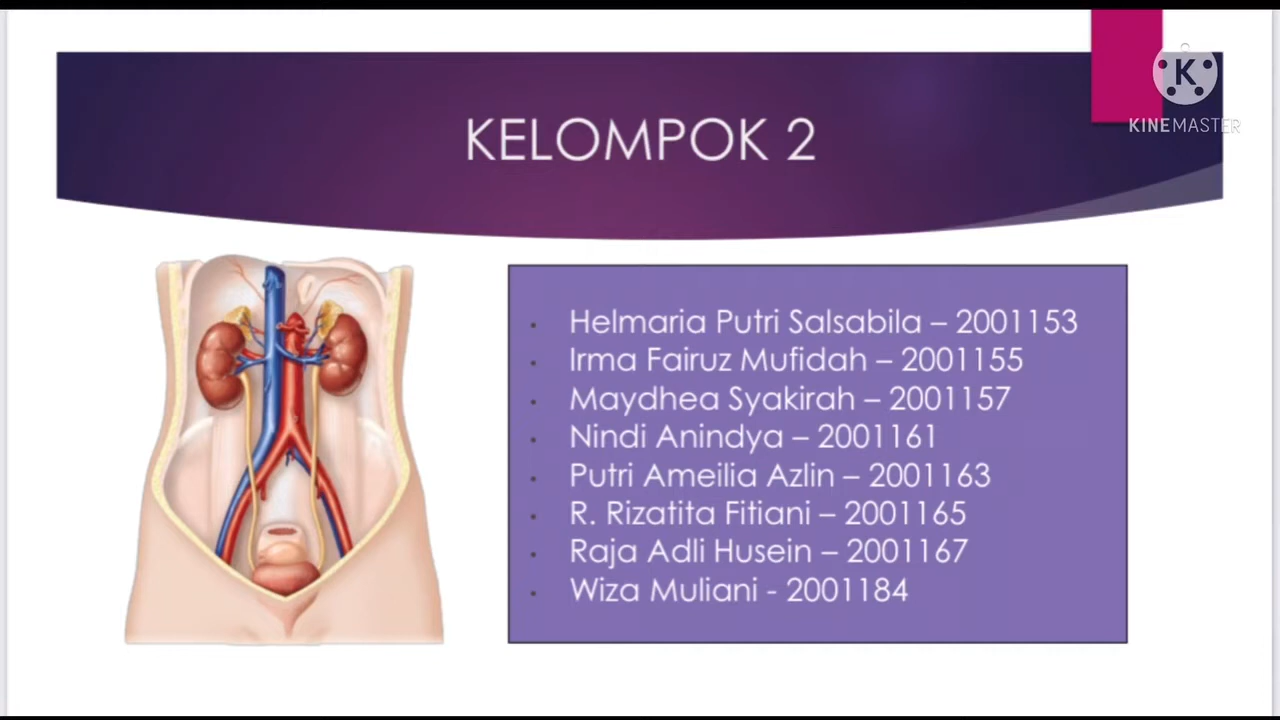 KELOMPOK 2
K
KINEMASTER
Helmaria Putri Salsabila – 2001153
Irma Fairuz Mufidah – 2001155
Maydhea Syakirah – 2001157
Nindi Anindya – 2001161
Putri Ameilia Azlin – 2001163
R. Rizatita Fitiani – 2001165
Raja Adli Husein – 2001167
Wiza Muliani - 2001184